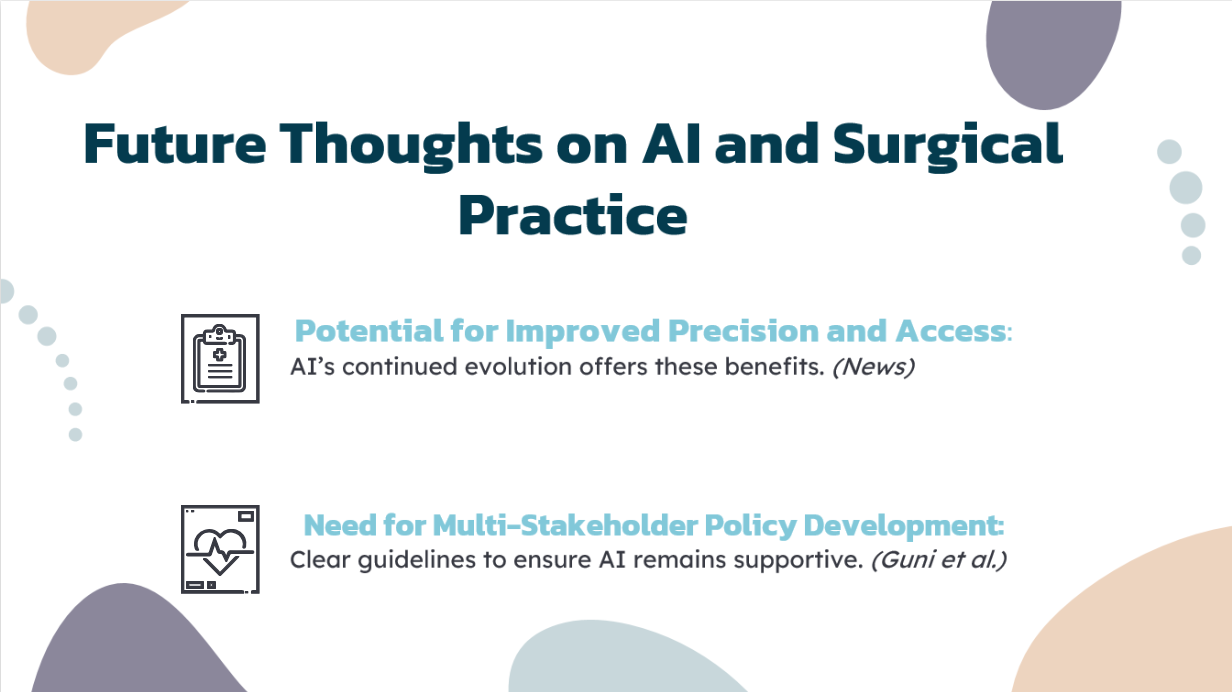 Future Thoughts on AI and Surgical
Practice
Potential for Improved Precision and Access:
AI’s continued evolution offers these benefits. (News)
Need for Multi-Stakeholder Policy Development:
Clear guidelines to ensure AI remains supportive. (Guni et al.)